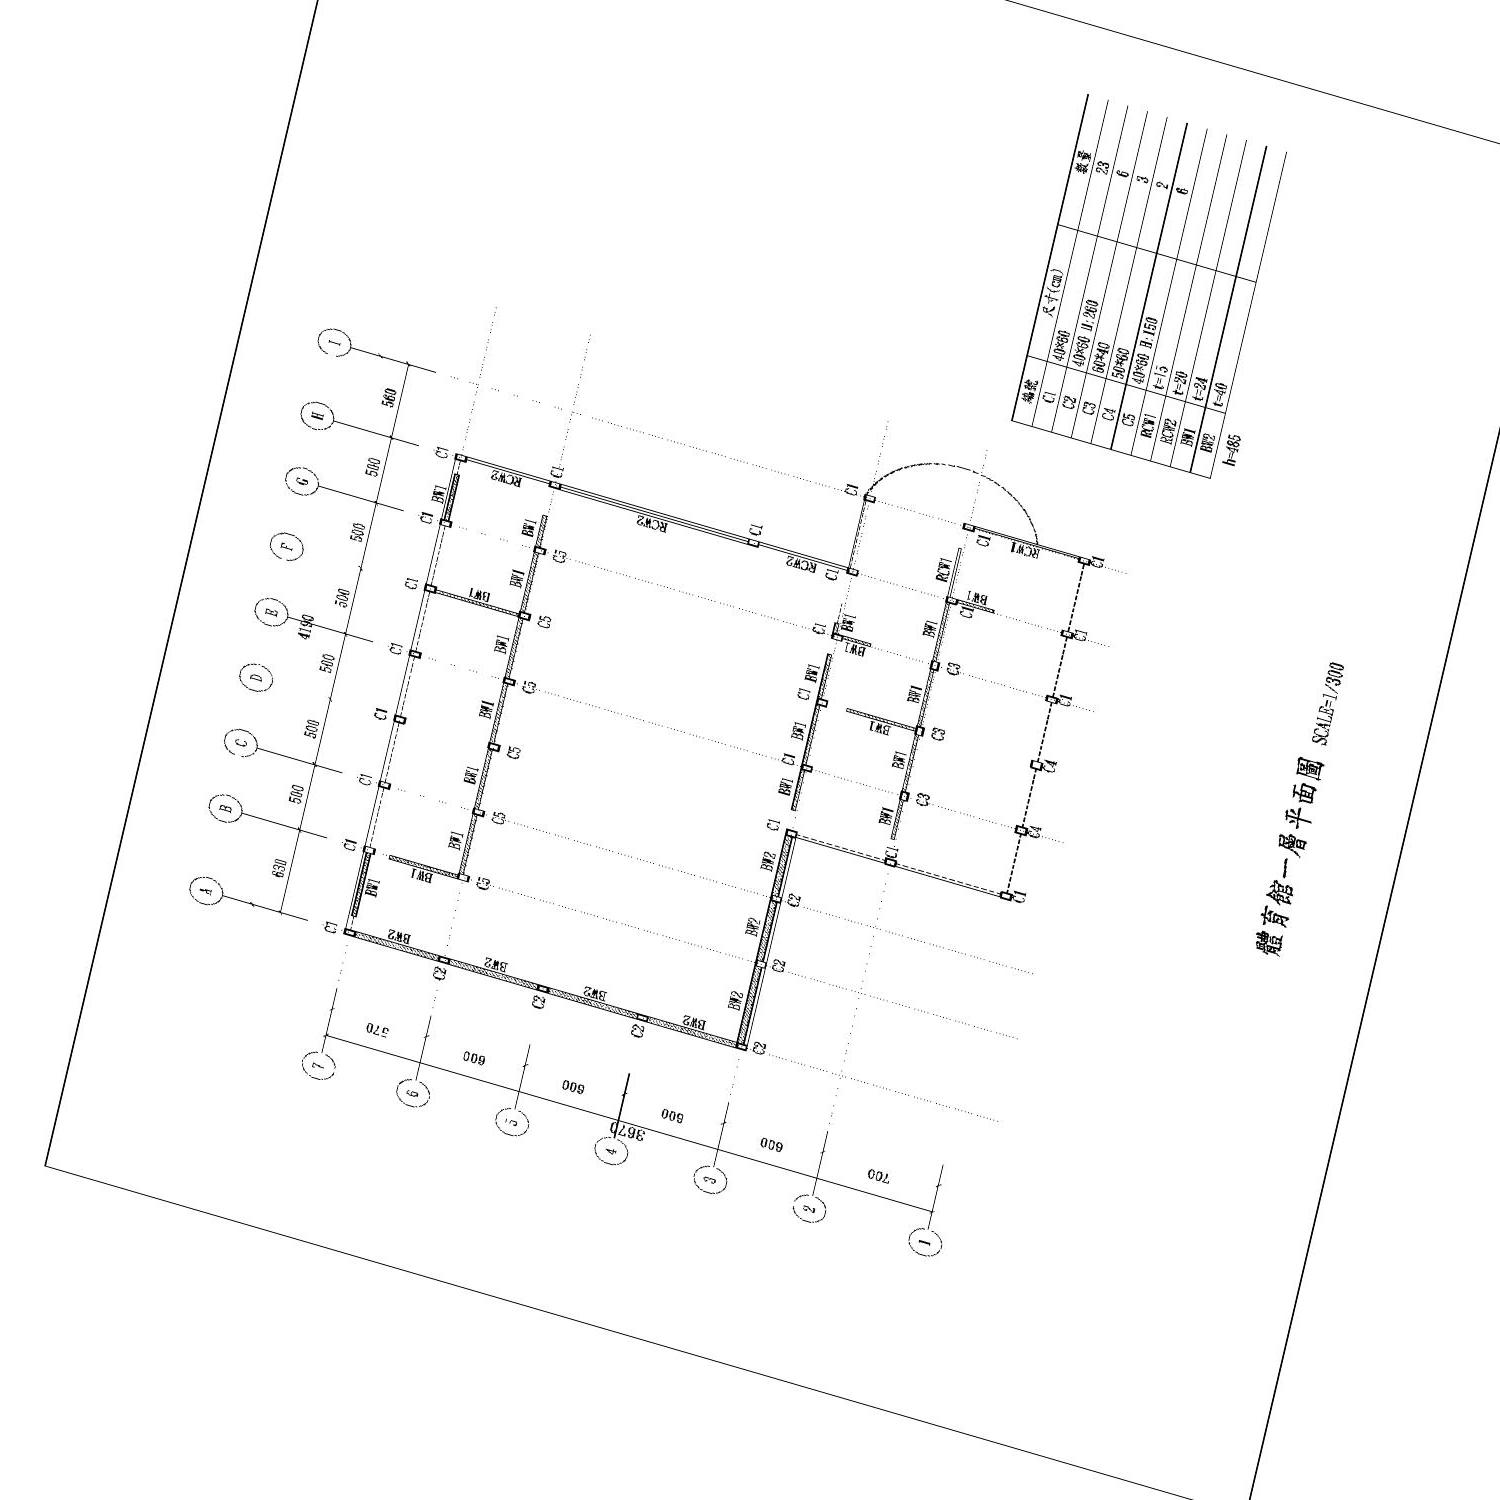 A
B
C
D
E
F
G
H
I
630
500
500
500
500
500
500
560
4190
C1
C1
C1
C1
C1
C1
C1
C1
BW1
BW1
BW2
BW1
BW1
RCW2
C2
C5
C5
C5
C5
C5
C5
C1
BW1
BW1
BW1
BW1
BW1
BW1
BW2
C2
BW2
RCW2
C2
BW2
C1
RCW2
C2
BW2
BW2
BW2
C1
C1
C1
C1
C1
C1
BW1
BW1
BW1
BW1
BW1
C2
C2
BW1
C1
BW1
BW1
BW1
BW1
RCW1
C3
C3
C3
C1
BW1
C1
RCW1
C1
C4
C4
C1
C1
C1
7
6
5
4
3
2
1
570
600
600
600
600
700
3670
編號 尺寸(cm) 數量
C1 40*60 23
C2 40*60 U:260 6
C3 60*40 3
C4 50*60 2
C5 40*60 B:150 6
RCW1 t=15
RCW2 t=20
BW1 t=24
BW2 t=40
h=485
體育館一層平面圖 SCALE=1/300